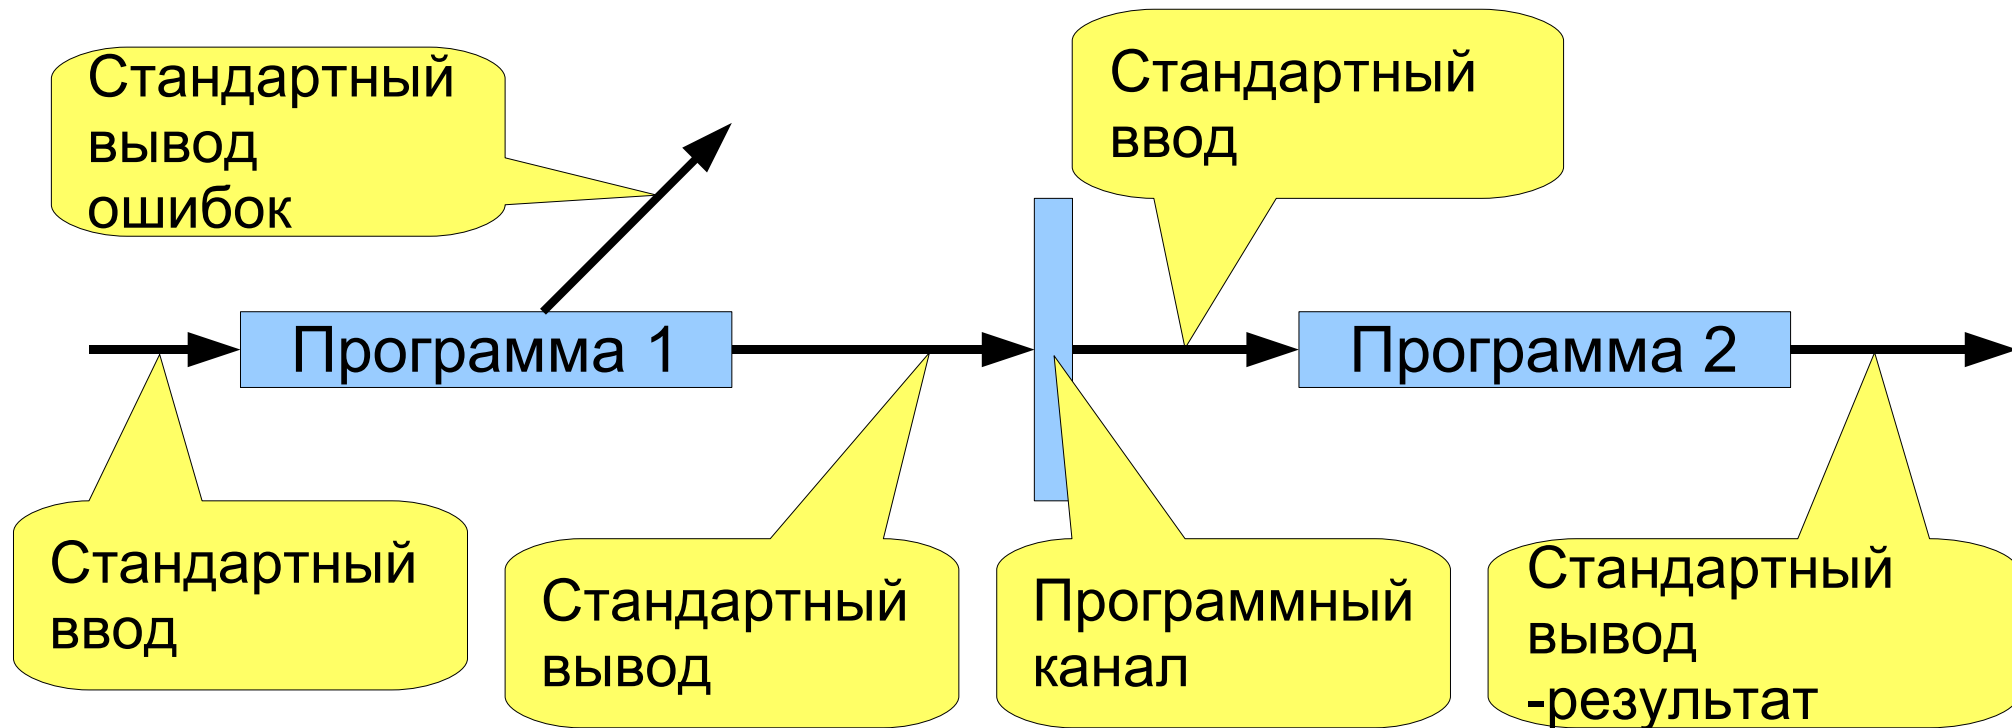 Стандартный
вывод
ошибок
Стандартный
ввод
Программа 1
Программа 2
Стандартный
ввод
Стандартный
вывод
Программный
канал
Стандартный
вывод
-результат